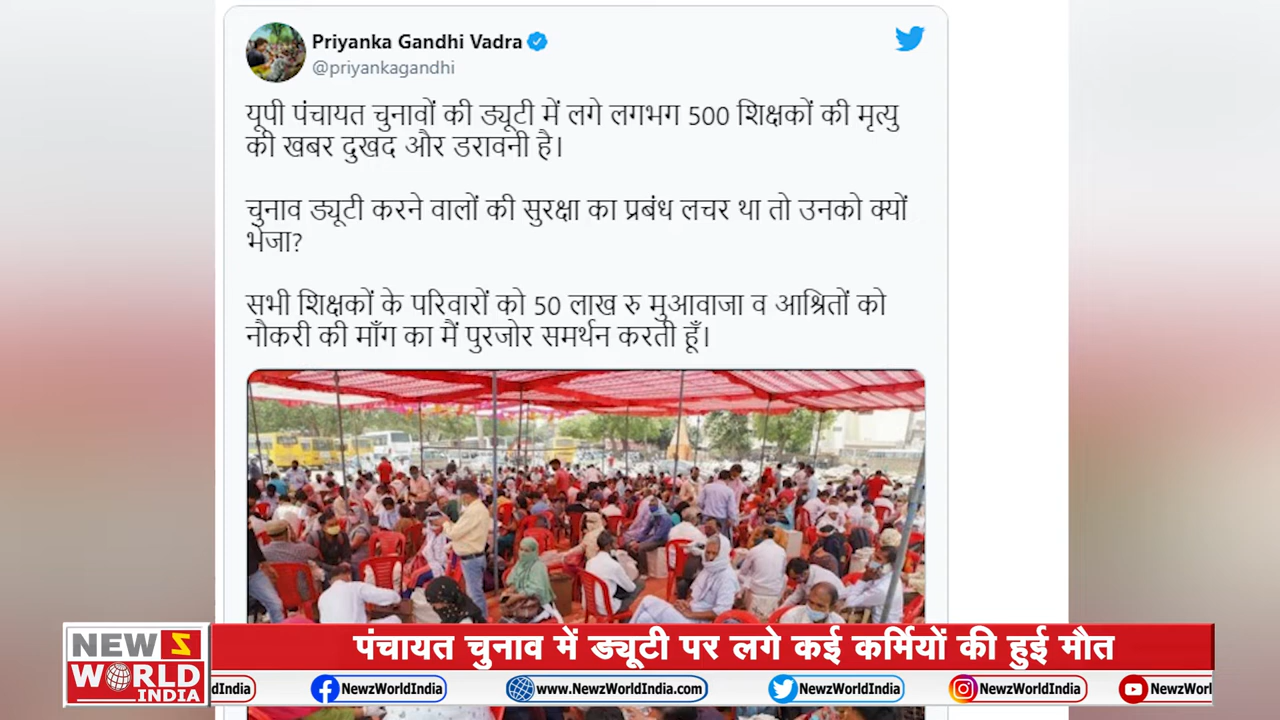 Priyanka Gandhi Vadra
@priyankagandhi
यूपी पंचायत चुनावों की ड्यूटी में लगे लगभग 500 शिक्षकों की मृत्यु
की खबर दुखद और डरावनी है।
चुनाव ड्यूटी करने वालों की सुरक्षा का प्रबंध लचर था तो उनको क्यों
भेजा?
सभी शिक्षकों के परिवारों को 50 लाख रु मुआवाजा व आश्रितों को
नौकरी की माँग का मैं पुरजोर समर्थन करती हूँ।
NEWZ
WORLD
INDIA
पंचायत चुनाव में ड्यूटी पर लगे कई कर्मियों की हुई मौत
dIndia NewzWorldIndia www.NewzWorldIndia.com NewzWorldIndia NewzWorldIndia NewzWorl